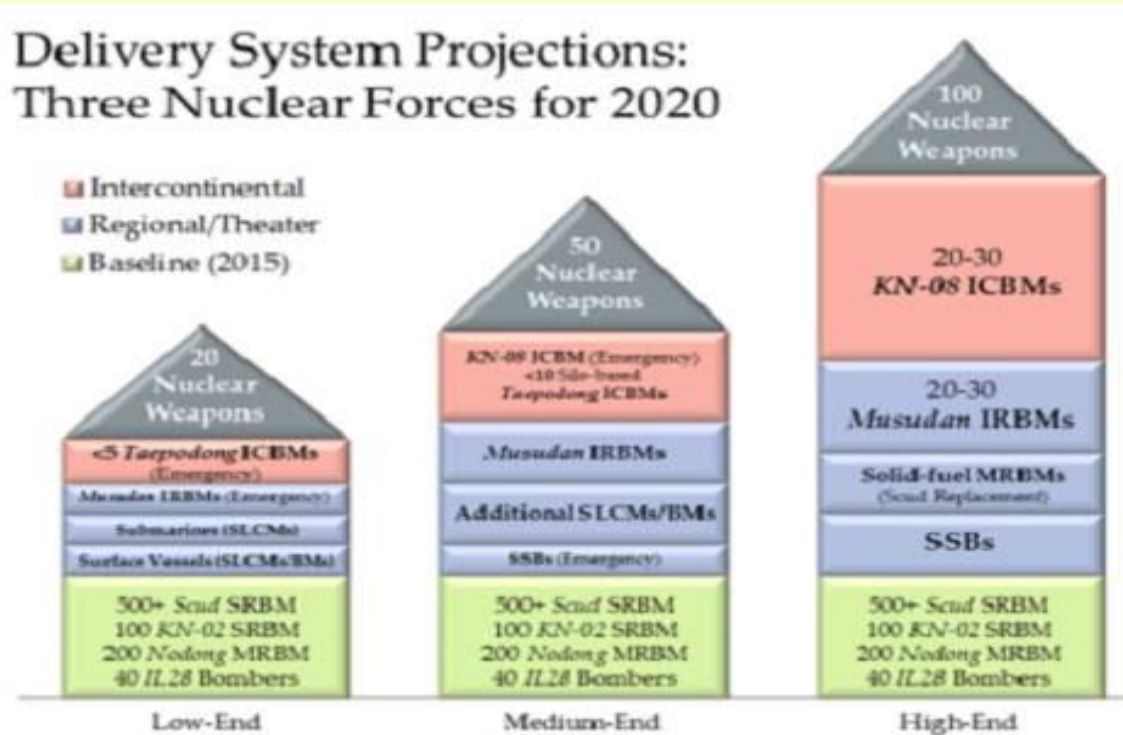 Delivery System Projections:
Three Nuclear Forces for 2020
Intercontinental
Regional/Theater
Baseline (2015)
20
Nuclear
Weapons
<5 Taepodong ICBMs
(Emergency)
Musudan IRBMs (Emergency)
Submarines (SLCMs)
Surface Vessels (SLCMs/BMs)
500+ Scud SRBM
100 KN-02 SRBM
200 Nodong MRBM
40 IL28 Bombers
Low-End
50
Nuclear
Weapons
KN-08 ICBM (Emergency)
<10 Silo-based
Taepodong ICBMs
Musudan IRBMs
Additional SLCMs/BMs
SSBs (Emergency)
500+ Scud SRBM
100 KN-02 SRBM
200 Nodong MRBM
40 IL28 Bombers
Medium-End
100
Nuclear
Weapons
20-30
KN-08 ICBMs
20-30
Musudan IRBMs
Solid-fuel MRBMs
(Scud Replacement)
SSBs
500+ Scud SRBM
100 KN-02 SRBM
200 Nodong MRBM
40 IL28 Bombers
High-End